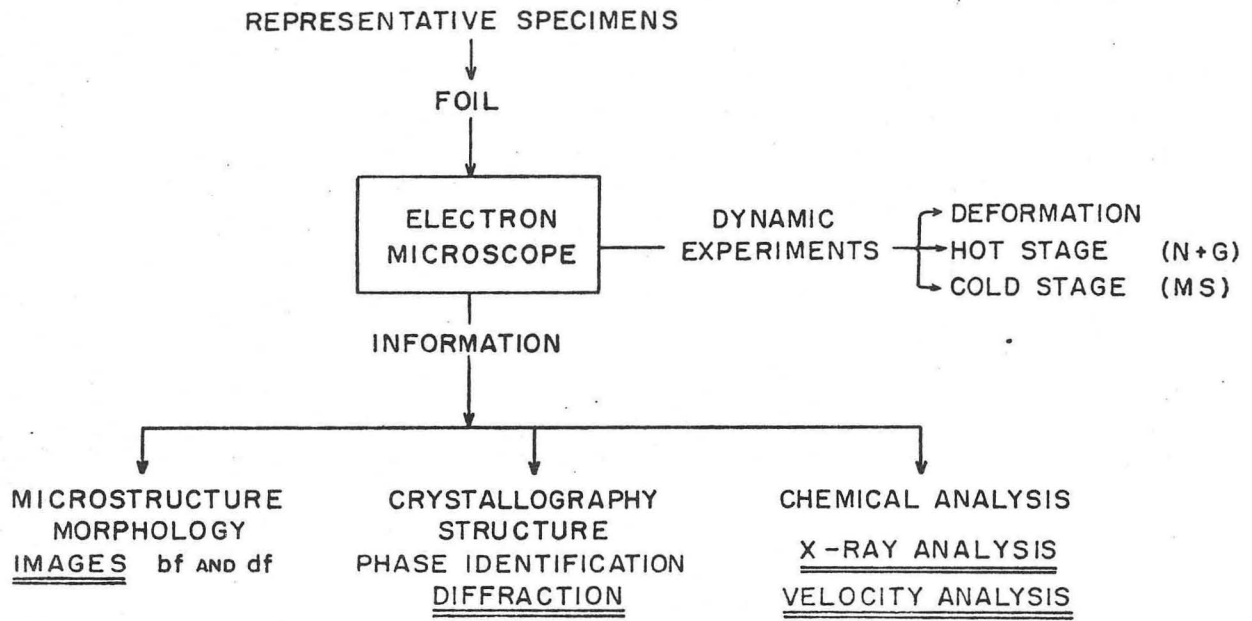 REPRESENTATIVE SPECIMENS
FOIL
ELECTRON
MICROSCOPE
DYNAMIC
EXPERIMENTS
DEFORMATION
HOT STAGE (N+G)
COLD STAGE (MS)
INFORMATION
MICROSTRUCTURE
MORPHOLOGY
IMAGES bf AND df
CRYSTALLOGRAPHY
STRUCTURE
PHASE IDENTIFICATION
DIFFRACTION
CHEMICAL ANALYSIS
X-RAY ANALYSIS
VELOCITY ANALYSIS